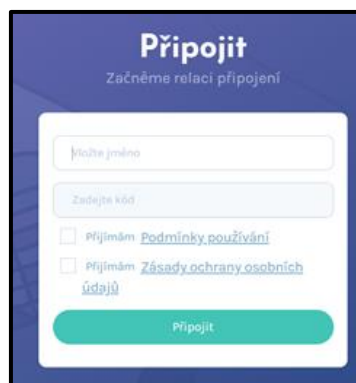 Připojit
Začněme relaci připojení
Vložte jméno
Zadejte kód
Přijímám Podmínky používání
Přijímám Zásady ochrany osobních
údajů
Připojit